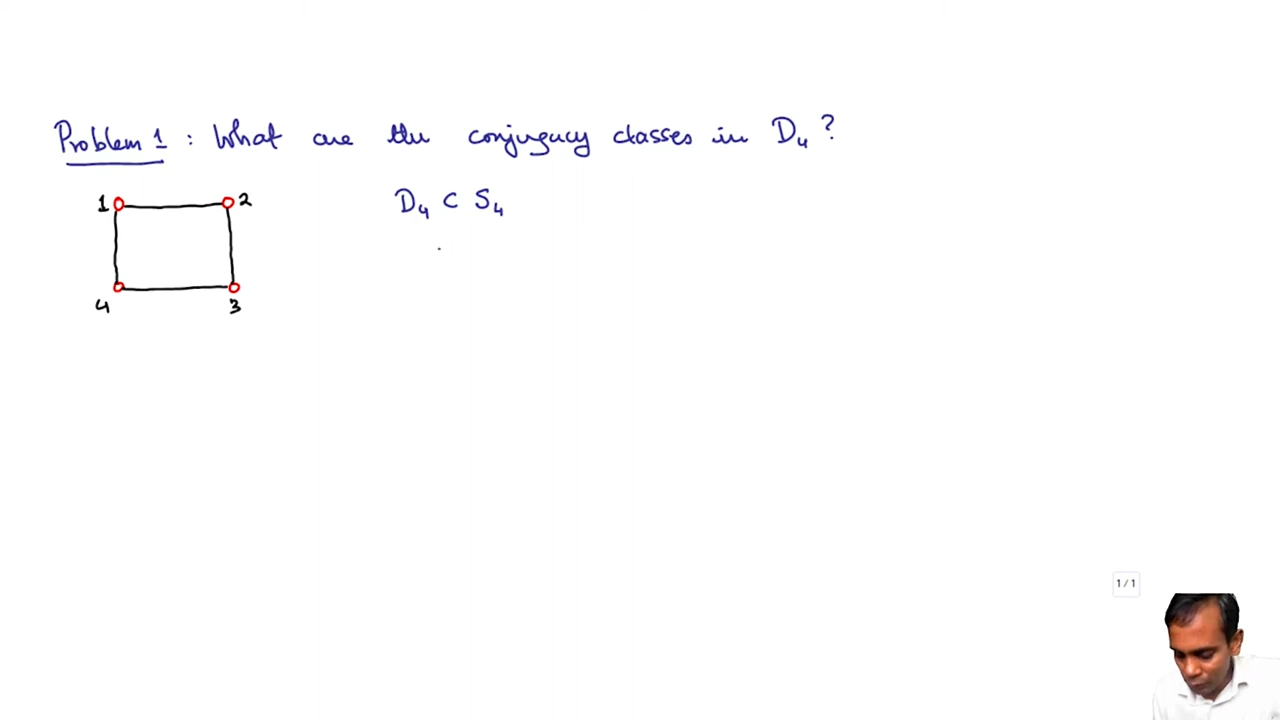 Problem 1 : What are the conjugacy classes in D₄ ?
1 2
D₄ ⊂ S₄
4 3
1 / 1